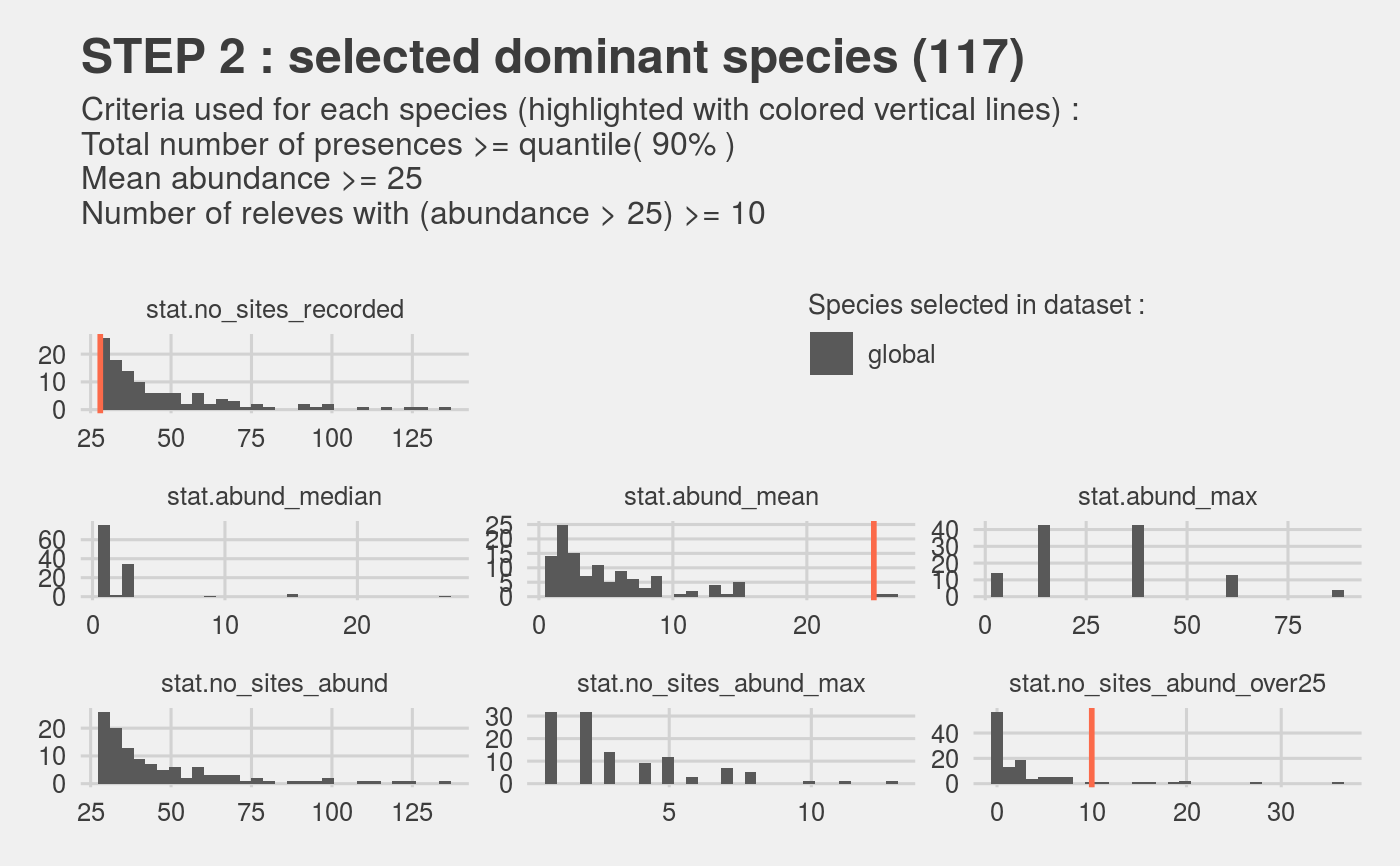 STEP 2 : selected dominant species (117)
Criteria used for each species (highlighted with colored vertical lines) :
Total number of presences >= quantile( 90% )
Mean abundance >= 25
Number of releves with (abundance > 25) >= 10
Species selected in dataset :
global
stat.no_sites_recorded
20
10
0
25 50 75 100 125
stat.abund_median
60
40
20
0
0 10 20
stat.abund_mean
25
20
15
10
5
0
0 10 20
stat.abund_max
40
30
20
10
0
0 25 50 75
stat.no_sites_abund
20
10
0
25 50 75 100 125
stat.no_sites_abund_max
30
20
10
0
5 10
stat.no_sites_abund_over25
40
20
0
0 10 20 30